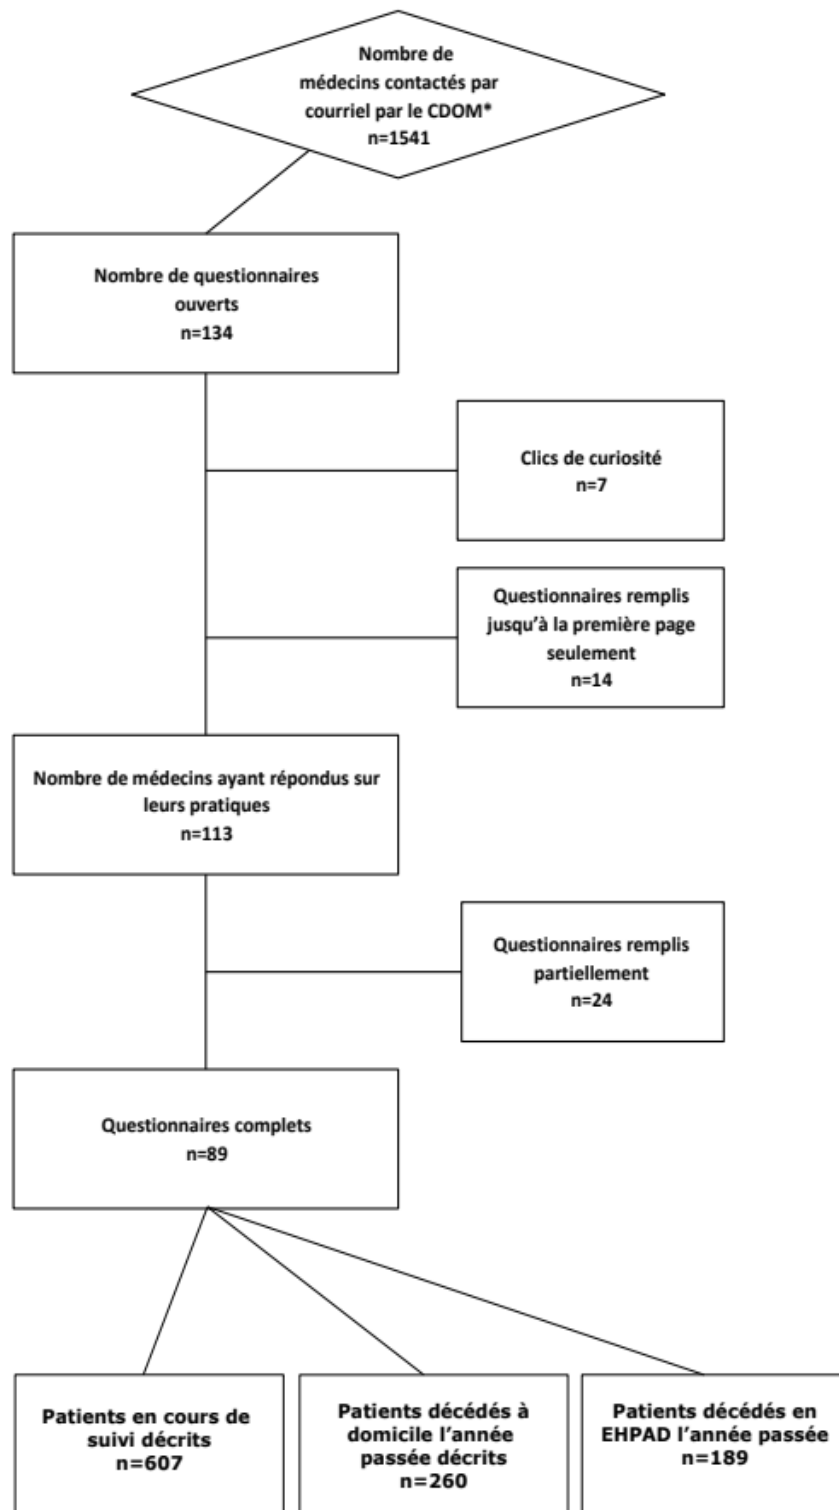 Nombre de
médecins contactés par
courriel par le CDOM*
n=1541
Nombre de questionnaires
ouverts
n=134
Clics de curiosité
n=7
Questionnaires remplis
jusqu'à la première page
seulement
n=14
Nombre de médecins ayant répondus sur
leurs pratiques
n=113
Questionnaires remplis
partiellement
n=24
Questionnaires complets
n=89
Patients en cours de
suivi décrits
n=607
Patients décédés à
domicile l'année
passée décrits
n=260
Patients décédés en
EHPAD l'année passée
n=189